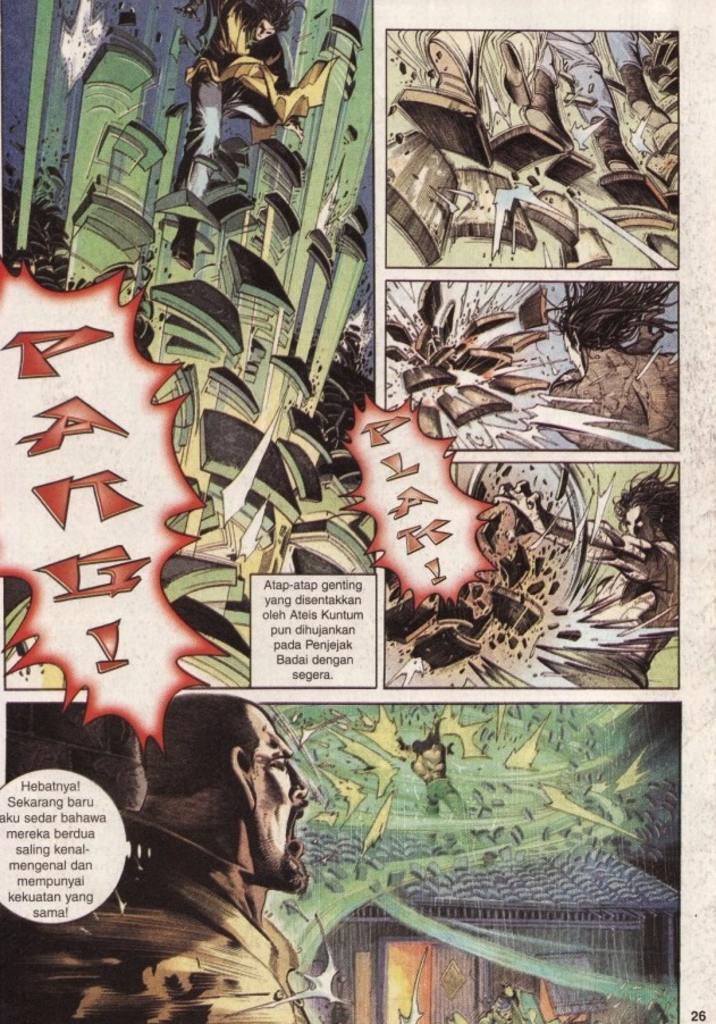 PANG!
PLAK!
Atap-atap genting
yang disentakkan
oleh Ateis Kuntum
pun dihujankan
pada Penjejak
Badai dengan
segera.
Hebatnya!
Sekarang baru
aku sedar bahawa
mereka berdua
saling kenal-
mengenal dan
mempunyai
kekuatan yang
sama!
26